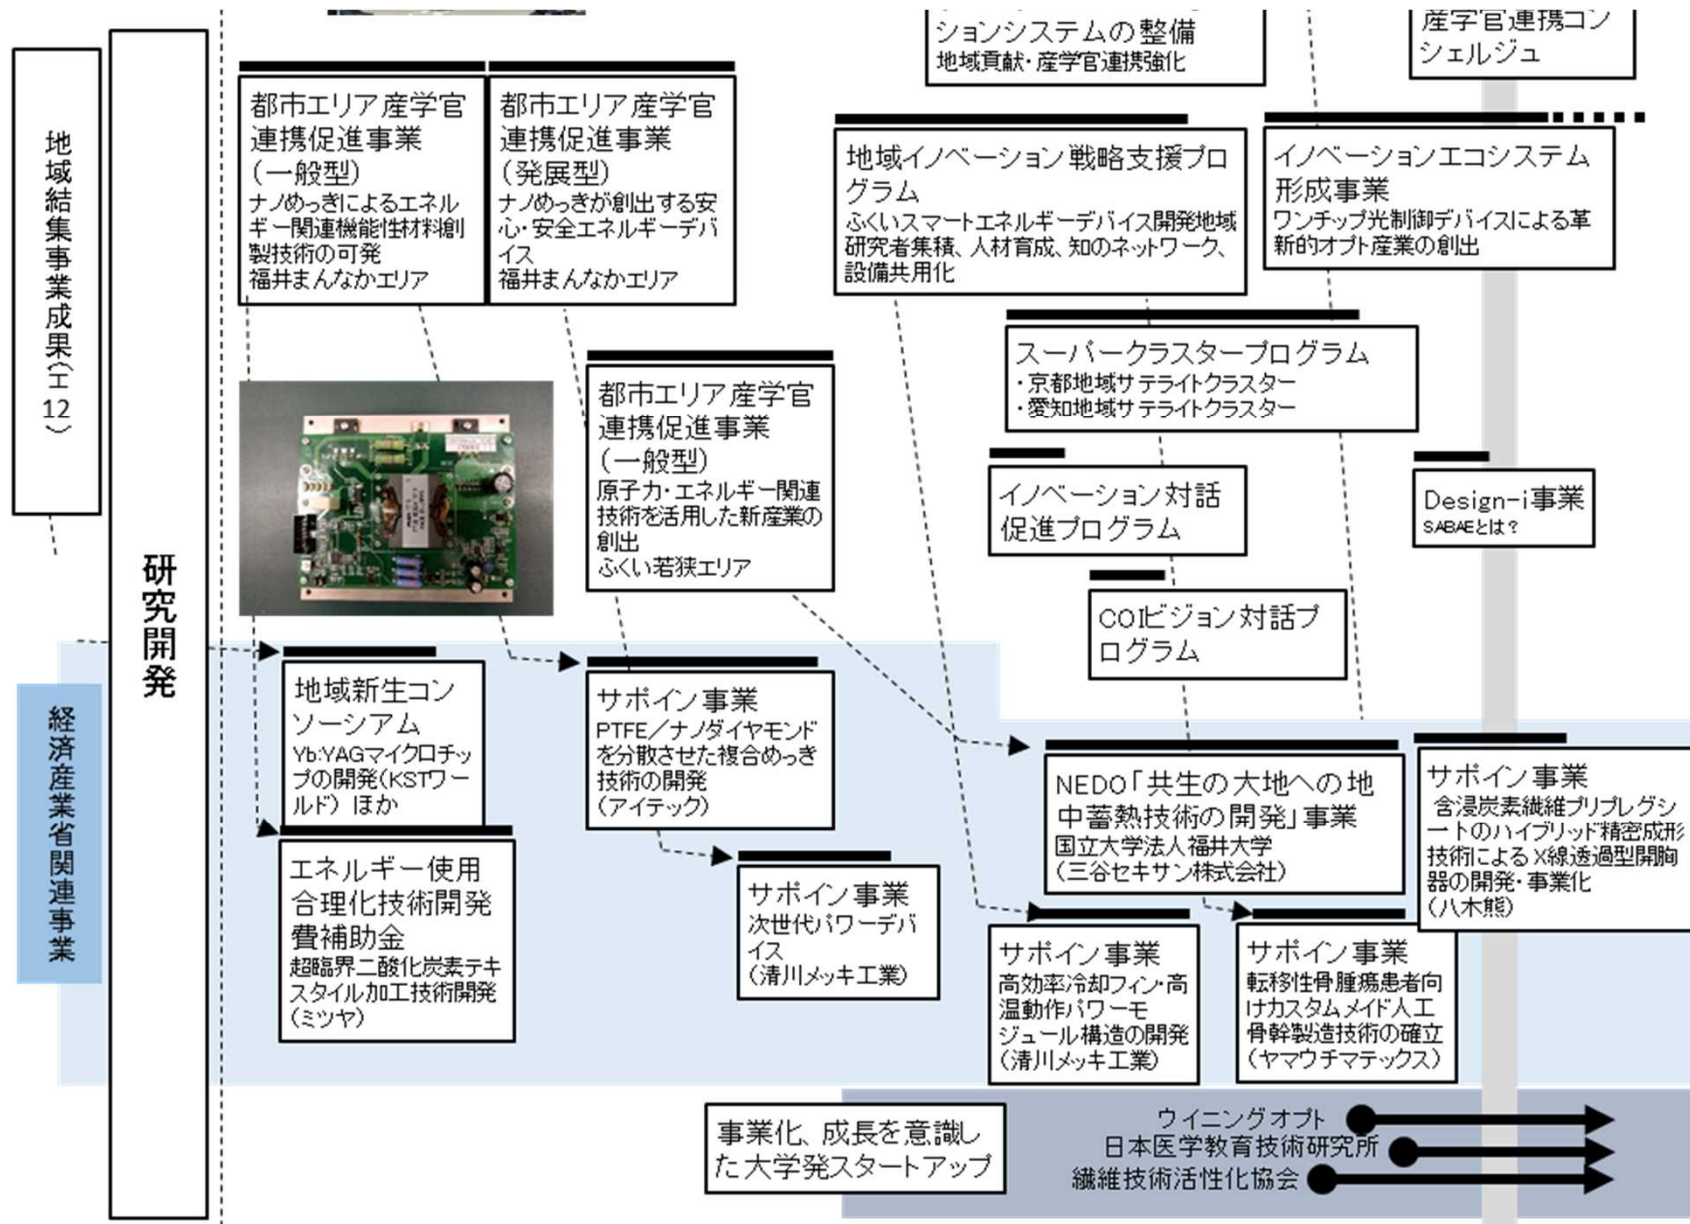 ションシステムの整備
地域貢献・産学官連携強化
産学官連携コン
シェルジュ
地域結集事業成果(H12)
研究開発
都市エリア産学官
連携促進事業
(一般型)
ナノめっきによるエネル
ギー関連機能性材料創
製技術の可発
福井まんなかエリア
都市エリア産学官
連携促進事業
(発展型)
ナノめっきが創出する安
心・安全エネルギーデバ
イス
福井まんなかエリア
地域イノベーション戦略支援プロ
グラム
ふくいスマートエネルギーデバイス開発地域
研究者集積、人材育成、知のネットワーク、
設備共用化
イノベーションエコシステム
形成事業
ワンチップ光制御デバイスによる革
新的オプト産業の創出
スーパークラスタープログラム
・京都地域サテライトクラスター
・愛知地域サテライトクラスター
都市エリア産学官
連携促進事業
(一般型)
原子力・エネルギー関連
技術を活用した新産業の
創出
ふくい若狭エリア
イノベーション対話
促進プログラム
Design-i事業
SABAEとは?
COIビジョン対話プ
ログラム
経済産業省関連事業
地域新生コン
ソーシアム
Yb:YAGマイクロチッ
プの開発(KSTワー
ルド) ほか
サポイン事業
PTFE/ナノダイヤモンド
を分散させた複合めっき
技術の開発
(アイテック)
NEDO「共生の大地への地
中蓄熱技術の開発」事業
国立大学法人福井大学
(三谷セキサン株式会社)
サポイン事業
含浸炭素繊維プリプレグシ
ートのハイブリッド精密成形
技術によるX線透過型開胸
器の開発・事業化
(八木熊)
エネルギー使用
合理化技術開発
費補助金
超臨界二酸化炭素テキ
スタイル加工技術開発
(ミツヤ)
サポイン事業
次世代パワーデバ
イス
(清川メッキ工業)
サポイン事業
高効率冷却フィン・高
温動作パワーモ
ジュール構造の開発
(清川メッキ工業)
サポイン事業
転移性骨腫瘍患者向
けカスタムメイド人工
骨幹製造技術の確立
(ヤマウチマテックス)
事業化、成長を意識し
た大学発スタートアップ
ウイニングオプト
日本医学教育技術研究所
繊維技術活性化協会